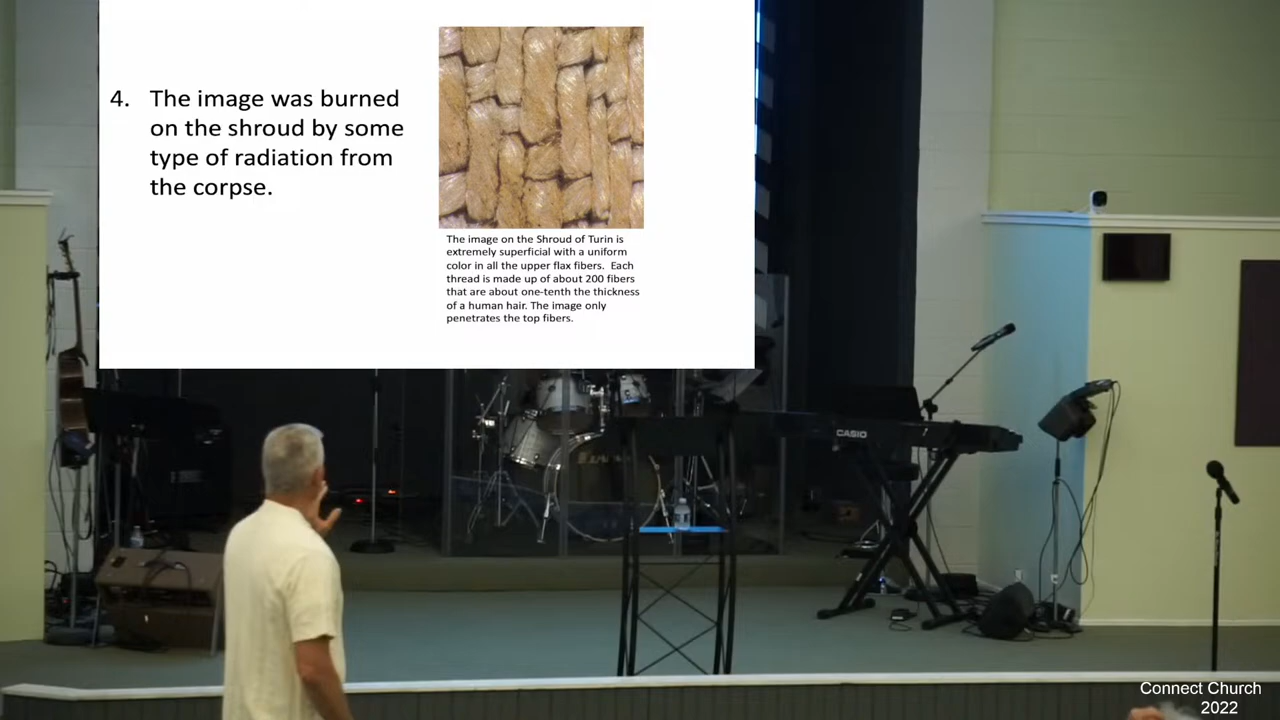 4. The image was burned
on the shroud by some
type of radiation from
the corpse.
The image on the Shroud of Turin is
extremely superficial with a uniform
color in all the upper flax fibers. Each
thread is made up of about 200 fibers
that are about one-tenth the thickness
of a human hair. The image only
penetrates the top fibers.
CASIO
Connect Church
2022